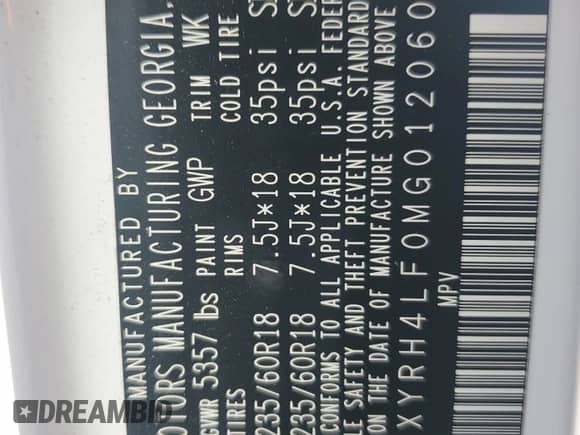 MANUFACTURED BY
OTORS MANUFACTURING GEORGIA,
GWR 5357 lbs PAINT GWP TRIM WK
TIRES RIMS COLD TIRE
235/60R18 7.5J*18 35psi
235/60R18 7.5J*18 35psi
CONFORMS TO ALL APPLICABLE U.S.A. FEDER
LE SAFETY AND THEFT PREVENTION STANDARD
ON THE DATE OF MANUFACTURE SHOWN ABOVE
XYRH4LF0MG012060
MPV
DREAMBID